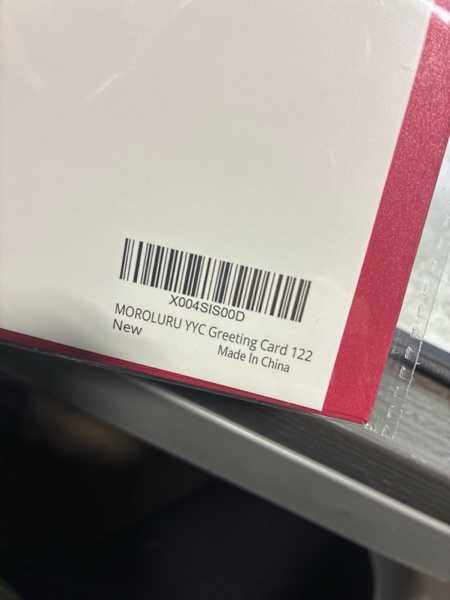 X004SIS00D
MOROLURU YYC Greeting Card 122
New
Made In China